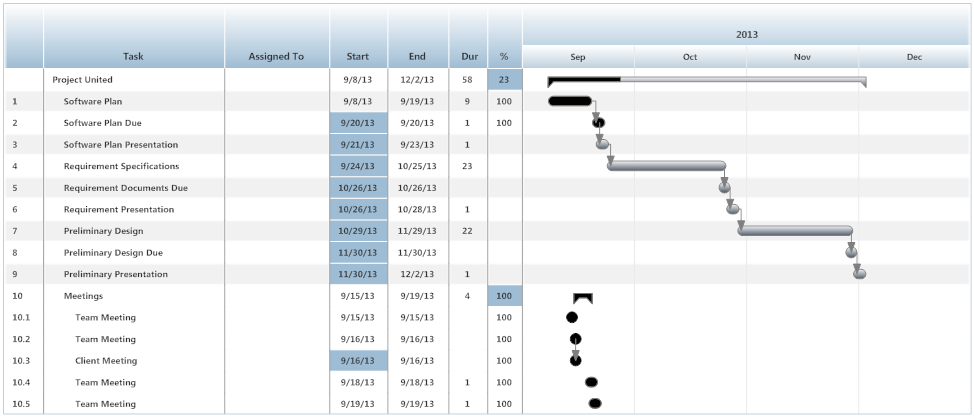 2013
Task Assigned To Start End Dur % Sep Oct Nov Dec
Project United 9/8/13 12/2/13 58 23
1 Software Plan 9/8/13 9/19/13 9 100
2 Software Plan Due 9/20/13 9/20/13 1 100
3 Software Plan Presentation 9/21/13 9/23/13 1
4 Requirement Specifications 9/24/13 10/25/13 23
5 Requirement Documents Due 10/26/13 10/26/13
6 Requirement Presentation 10/26/13 10/28/13 1
7 Preliminary Design 10/29/13 11/29/13 22
8 Preliminary Design Due 11/30/13 11/30/13
9 Preliminary Presentation 11/30/13 12/2/13 1
10 Meetings 9/15/13 9/19/13 4 100
10.1 Team Meeting 9/15/13 9/15/13 100
10.2 Team Meeting 9/16/13 9/16/13 100
10.3 Client Meeting 9/16/13 9/16/13 100
10.4 Team Meeting 9/18/13 9/18/13 1 100
10.5 Team Meeting 9/19/13 9/19/13 1 100